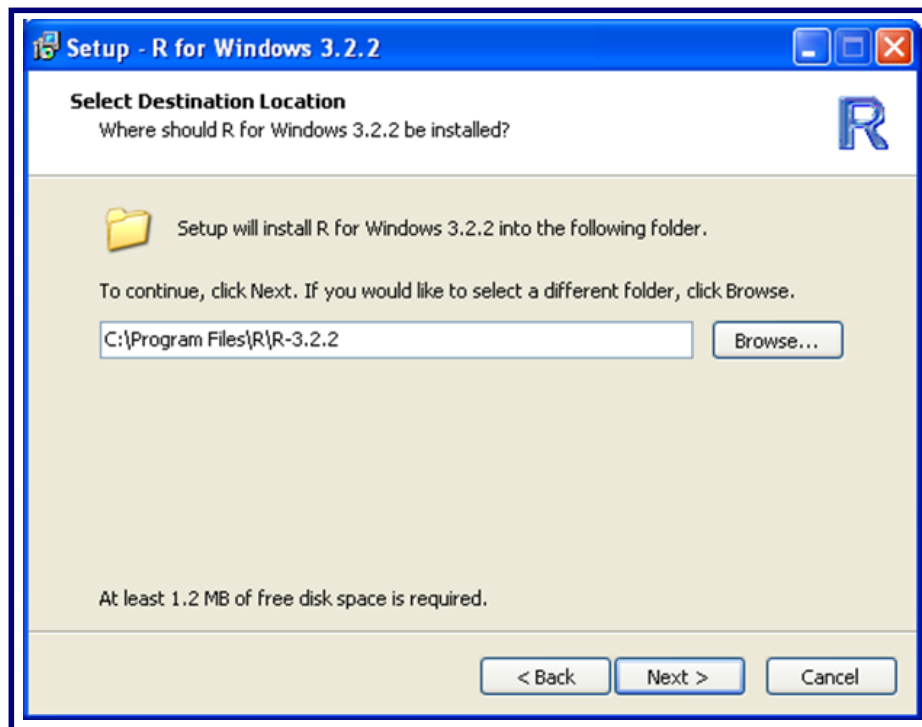 Setup - R for Windows 3.2.2
Select Destination Location
Where should R for Windows 3.2.2 be installed?
R
Setup will install R for Windows 3.2.2 into the following folder.
To continue, click Next. If you would like to select a different folder, click Browse.
C:\Program Files\R\R-3.2.2
Browse...
At least 1.2 MB of free disk space is required.
< Back
Next >
Cancel